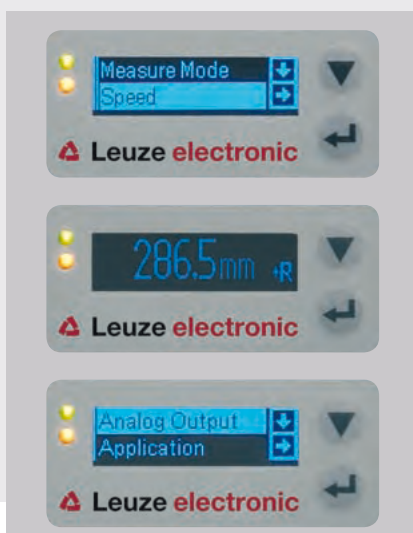 Measure Mode
Speed
Leuze electronic
286.5mm +R
Leuze electronic
Analog Output
Application
Leuze electronic